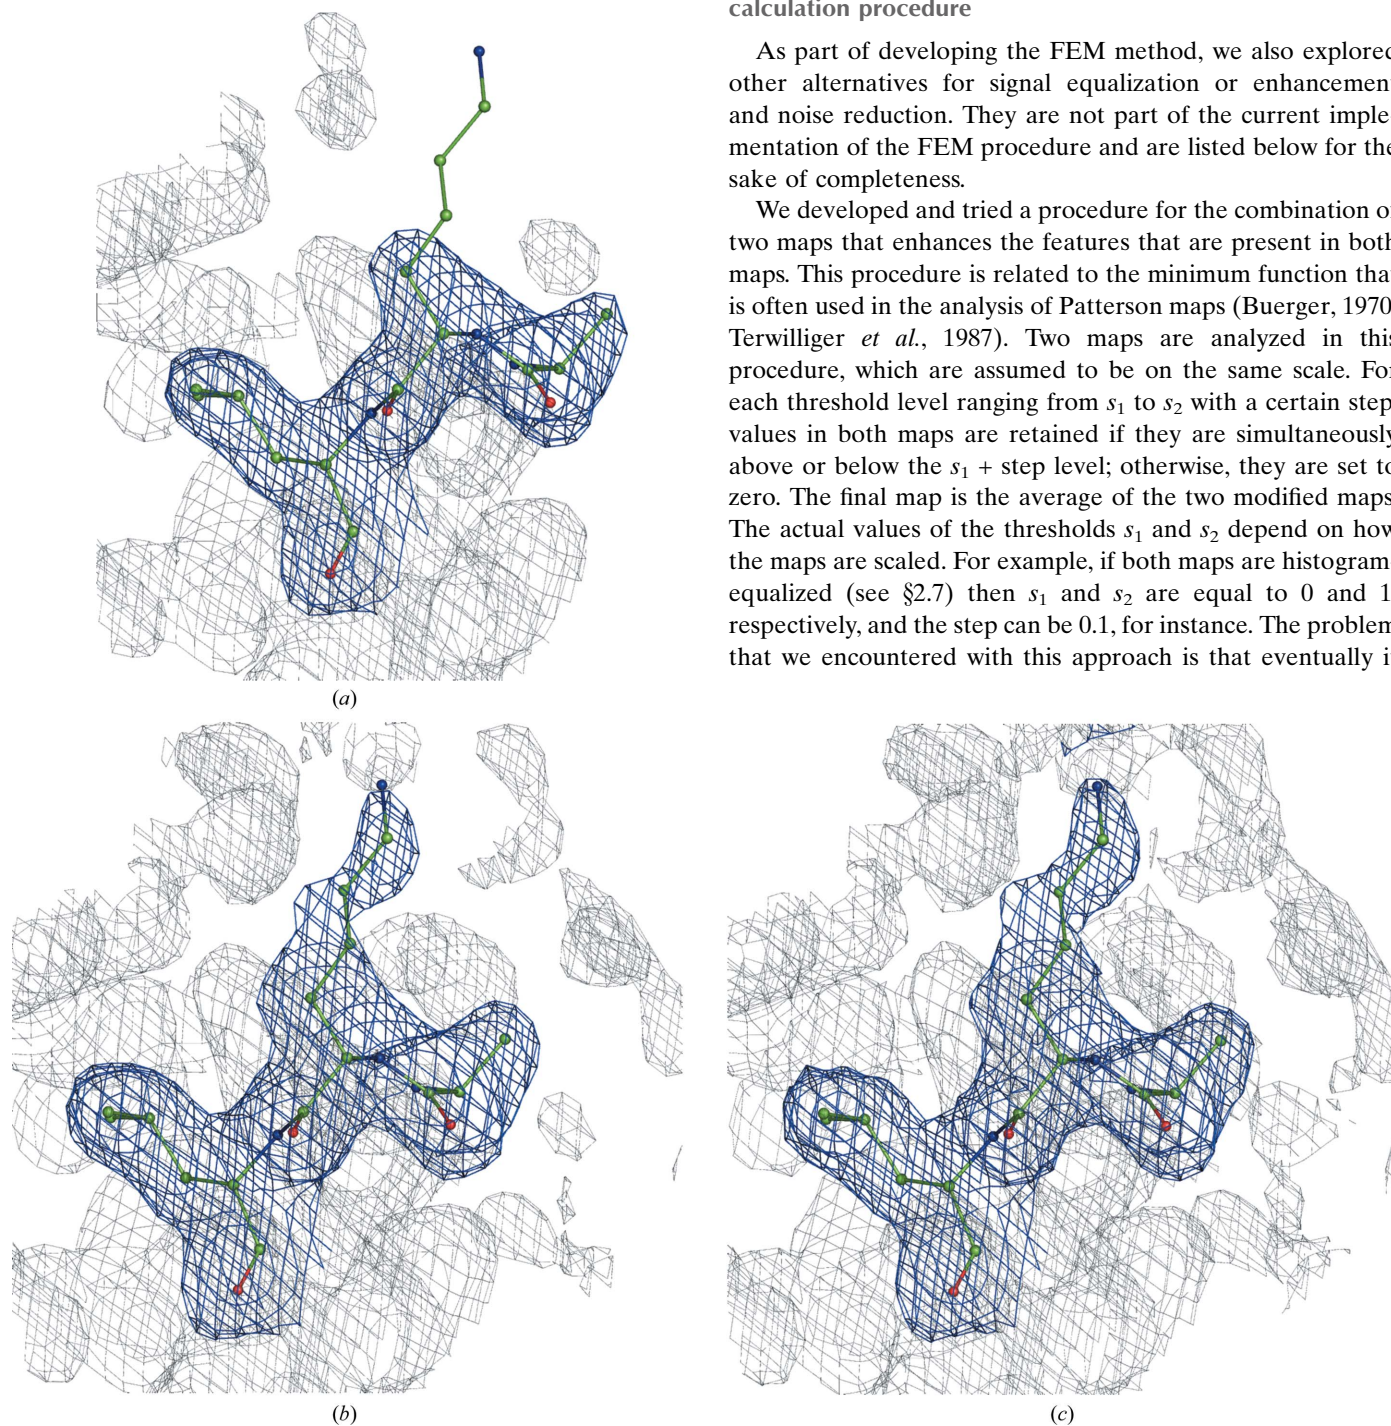 calculation procedure
As part of developing the FEM method, we also explored
other alternatives for signal equalization or enhancement
and noise reduction. They are not part of the current imple-
mentation of the FEM procedure and are listed below for the
sake of completeness.
We developed and tried a procedure for the combination of
two maps that enhances the features that are present in both
maps. This procedure is related to the minimum function that
is often used in the analysis of Patterson maps (Buerger, 1970
Terwilliger et al., 1987). Two maps are analyzed in this
procedure, which are assumed to be on the same scale. For
each threshold level ranging from s₁ to s₂ with a certain step
values in both maps are retained if they are simultaneously
above or below the s₁ + step level; otherwise, they are set to
zero. The final map is the average of the two modified maps.
The actual values of the thresholds s₁ and s₂ depend on how
the maps are scaled. For example, if both maps are histogram-
equalized (see §2.7) then s₁ and s₂ are equal to 0 and 1
respectively, and the step can be 0.1, for instance. The problem
that we encountered with this approach is that eventually
(a)
(b)
(c)